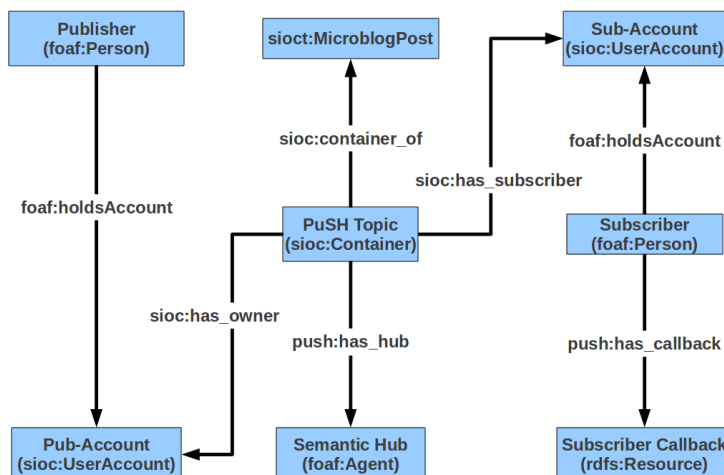 Publisher
(foaf:Person)
sioct:MicroblogPost
Sub-Account
(sioc:UserAccount)
sioc:container_of
foaf:holdsAccount
sioc:has_subscriber
foaf:holdsAccount
PuSH Topic
(sioc:Container)
Subscriber
(foaf:Person)
sioc:has_owner
push:has_hub
push:has_callback
Pub-Account
(sioc:UserAccount)
Semantic Hub
(foaf:Agent)
Subscriber Callback
(rdfs:Resource)